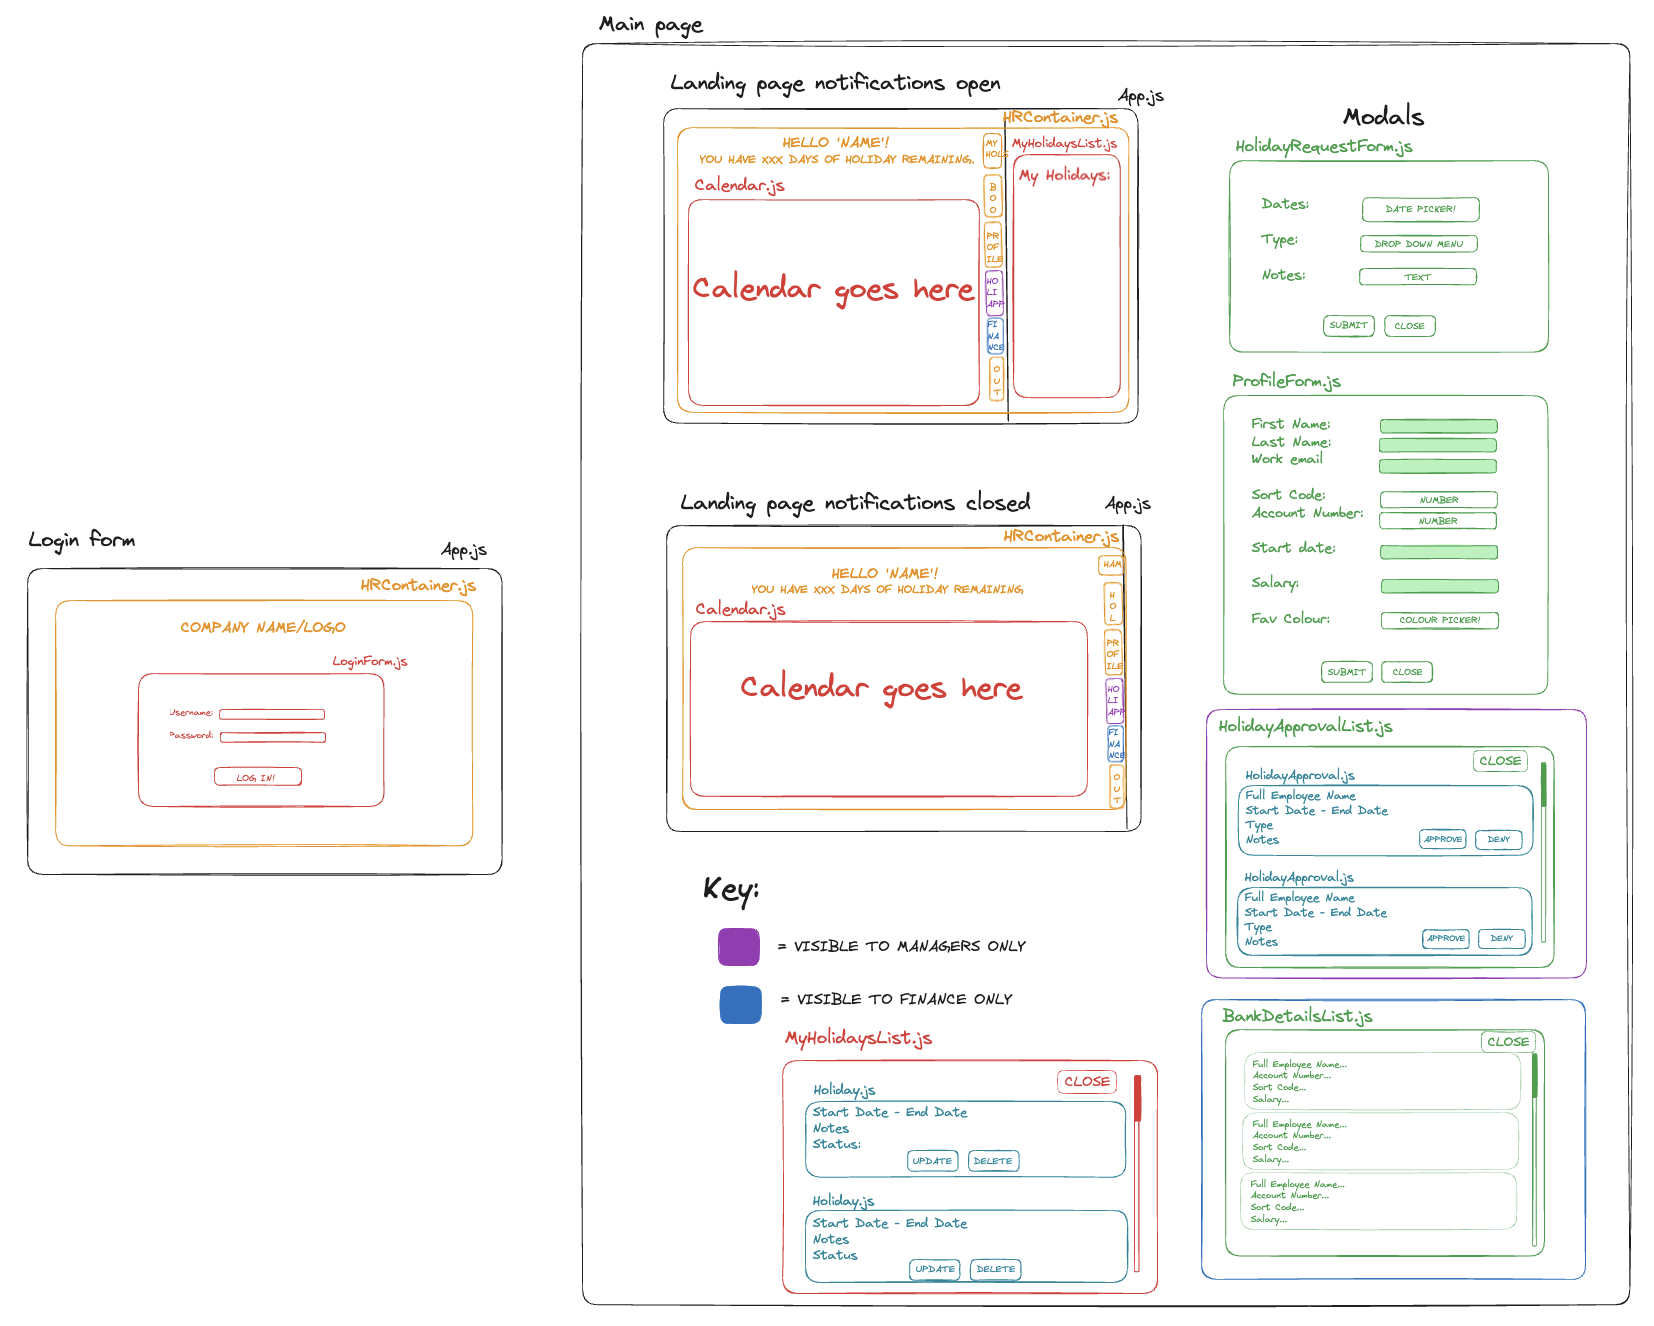 Main page
Landing page notifications open
App.js
HRContainer.js
HELLO 'NAME'!
YOU HAVE XXX DAYS OF HOLIDAY REMAINING.
Calendar.js
Calendar goes here
MY
HOLS
B
O
O
PR
OF
ILE
HO
LI
APP
FI
NA
NCE
O
U
T
MyHolidaysList.js
My Holidays:
Landing page notifications closed
App.js
HRContainer.js
HELLO 'NAME'!
YOU HAVE XXX DAYS OF HOLIDAY REMAINING.
Calendar.js
Calendar goes here
HAM
H
O
L
PR
OF
ILE
HO
LI
APP
FI
NA
NCE
O
U
T
Login form
App.js
HRContainer.js
COMPANY NAME/LOGO
LoginForm.js
Username:
Password:
LOG IN!
Key:
= VISIBLE TO MANAGERS ONLY
= VISIBLE TO FINANCE ONLY
MyHolidaysList.js
CLOSE
Holiday.js
Start Date - End Date
Notes
Status:
UPDATE DELETE
Holiday.js
Start Date - End Date
Notes
Status
UPDATE DELETE
Modals
HolidayRequestForm.js
Dates: DATE PICKER!
Type: DROP DOWN MENU
Notes: TEXT
SUBMIT CLOSE
ProfileForm.js
First Name:
Last Name:
Work email
Sort Code: NUMBER
Account Number: NUMBER
Start date:
Salary:
Fav Colour: COLOUR PICKER!
SUBMIT CLOSE
HolidayApprovalList.js
CLOSE
HolidayApproval.js
Full Employee Name
Start Date - End Date
Type
Notes APPROVE DENY
HolidayApproval.js
Full Employee Name
Start Date - End Date
Type
Notes APPROVE DENY
BankDetailsList.js
CLOSE
Full Employee Name...
Account Number...
Sort Code...
Salary...
Full Employee Name...
Account Number...
Sort Code...
Salary...
Full Employee Name...
Account Number...
Sort Code...
Salary...